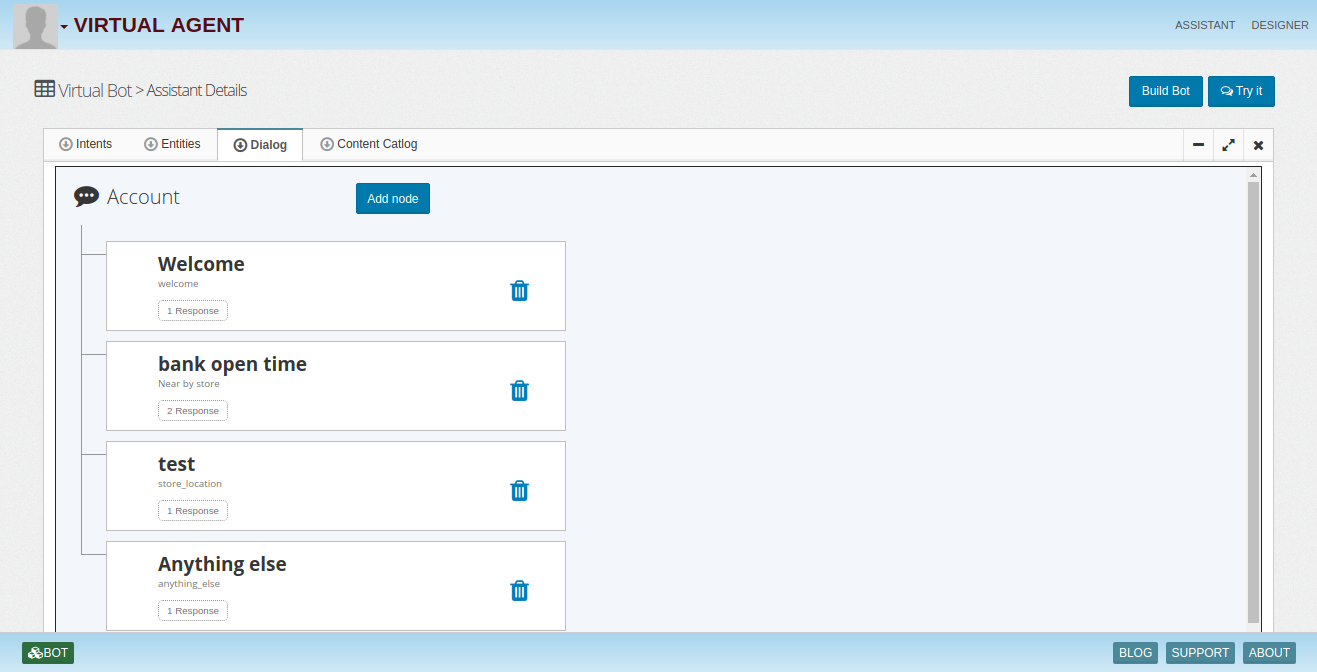 VIRTUAL AGENT
ASSISTANT DESIGNER
Virtual Bot > Assistant Details
Build Bot
Try it
Intents
Entities
Dialog
Content Catlog
Account
Add node
Welcome
welcome
1 Response
bank open time
Near by store
2 Response
test
store_location
1 Response
Anything else
anything_else
1 Response
BOT
BLOG
SUPPORT
ABOUT